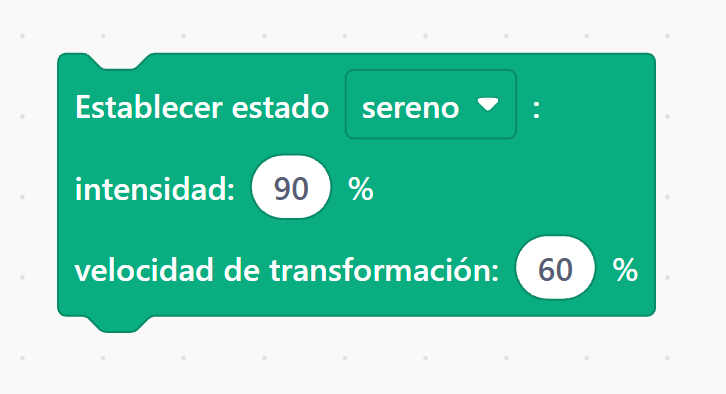 Establecer estado sereno :
intensidad: 90 %
velocidad de transformación: 60 %